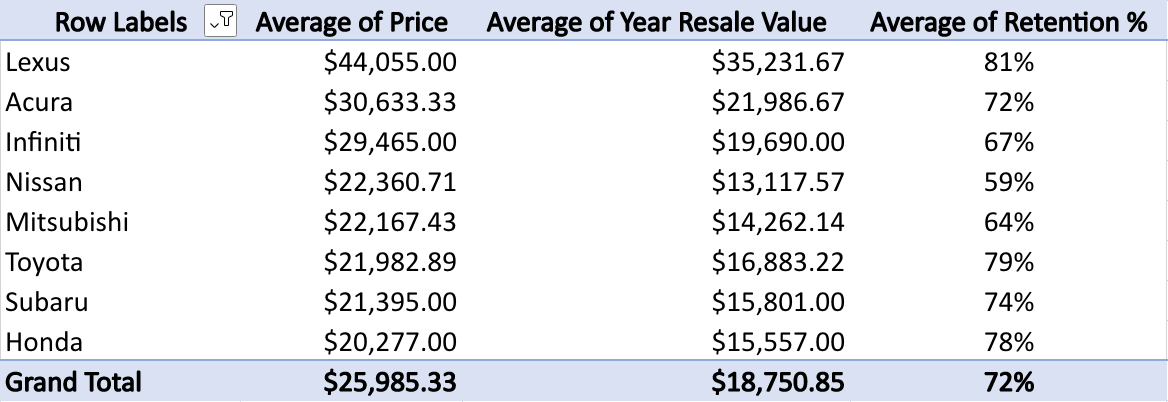 Row Labels Average of Price Average of Year Resale Value Average of Retention %
Lexus $44,055.00 $35,231.67 81%
Acura $30,633.33 $21,986.67 72%
Infiniti $29,465.00 $19,690.00 67%
Nissan $22,360.71 $13,117.57 59%
Mitsubishi $22,167.43 $14,262.14 64%
Toyota $21,982.89 $16,883.22 79%
Subaru $21,395.00 $15,801.00 74%
Honda $20,277.00 $15,557.00 78%
Grand Total $25,985.33 $18,750.85 72%